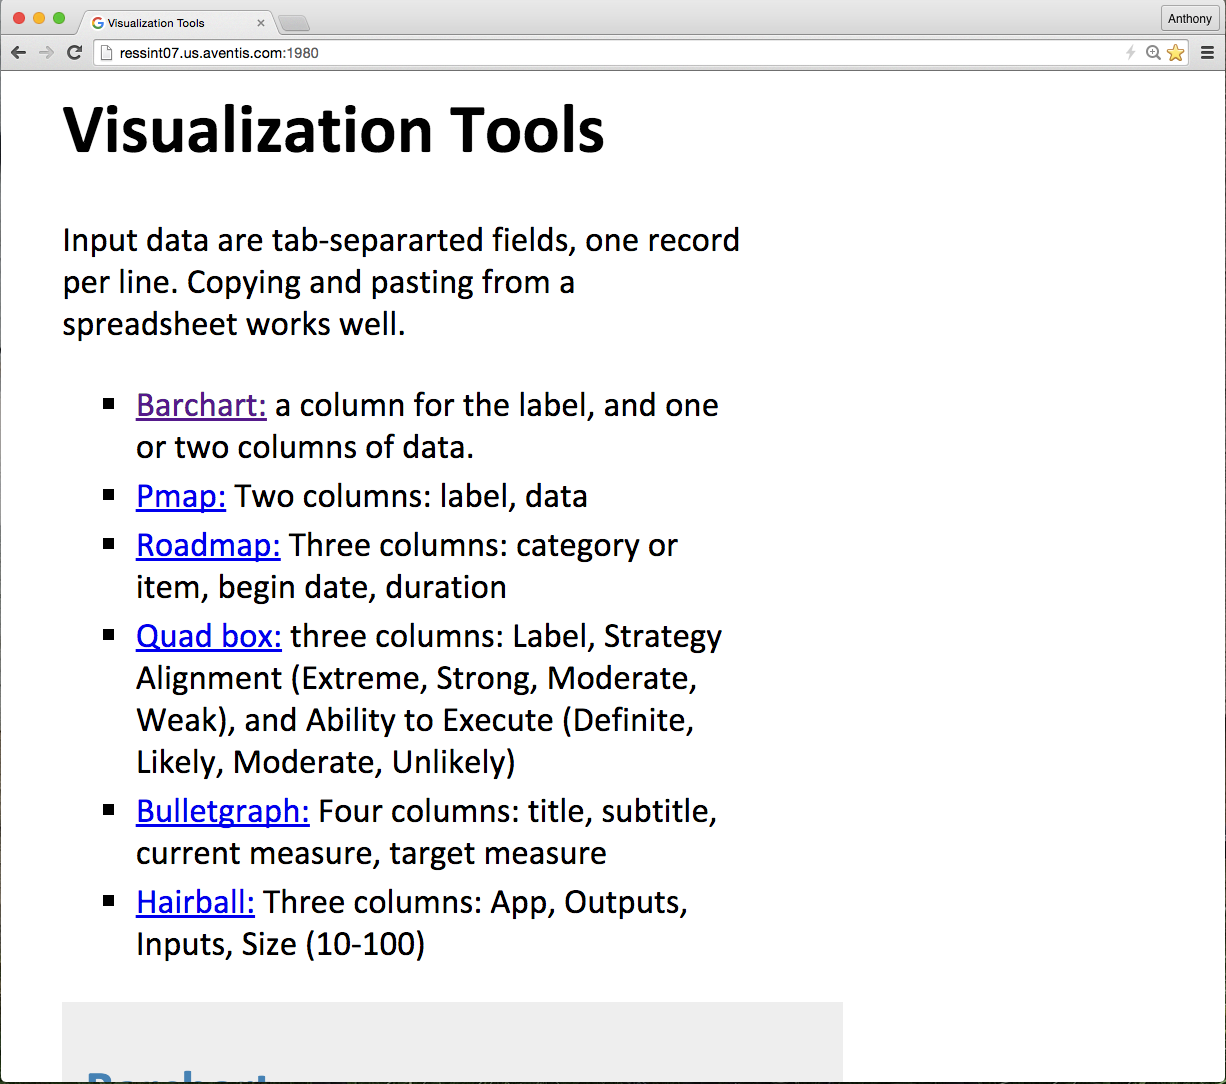 Visualization Tools
Anthony
ressint07.us.aventis.com:1980
Visualization Tools
Input data are tab-separarted fields, one record
per line. Copying and pasting from a
spreadsheet works well.
Barchart: a column for the label, and one
or two columns of data.
Pmap: Two columns: label, data
Roadmap: Three columns: category or
item, begin date, duration
Quad box: three columns: Label, Strategy
Alignment (Extreme, Strong, Moderate,
Weak), and Ability to Execute (Definite,
Likely, Moderate, Unlikely)
Bulletgraph: Four columns: title, subtitle,
current measure, target measure
Hairball: Three columns: App, Outputs,
Inputs, Size (10-100)